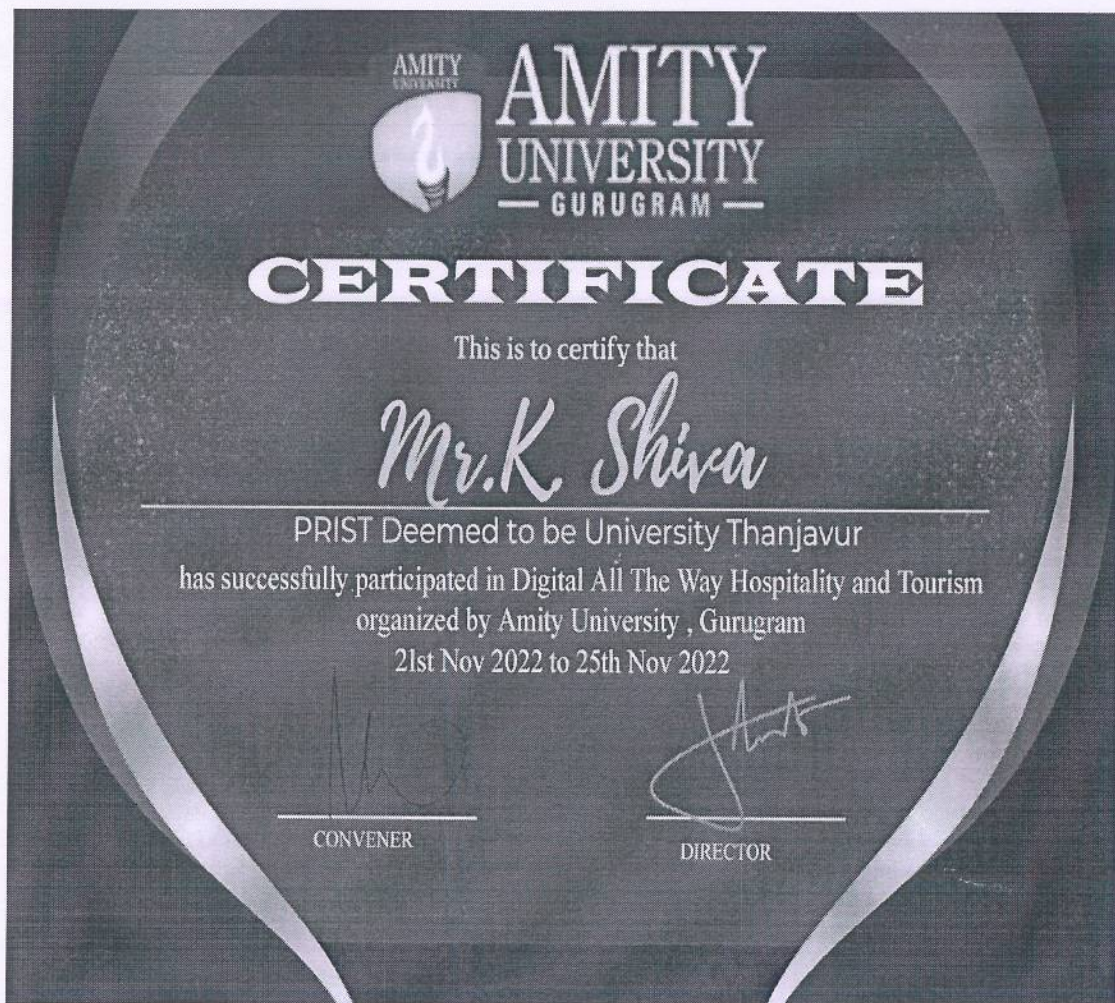 AMITY
UNIVERSITY
AMITY
UNIVERSITY
GURUGRAM
CERTIFICATE
This is to certify that
Mr.K. Shiva
PRIST Deemed to be University Thanjavur
has successfully participated in Digital All The Way Hospitality and Tourism
organized by Amity University , Gurugram
21st Nov 2022 to 25th Nov 2022
CONVENER
DIRECTOR